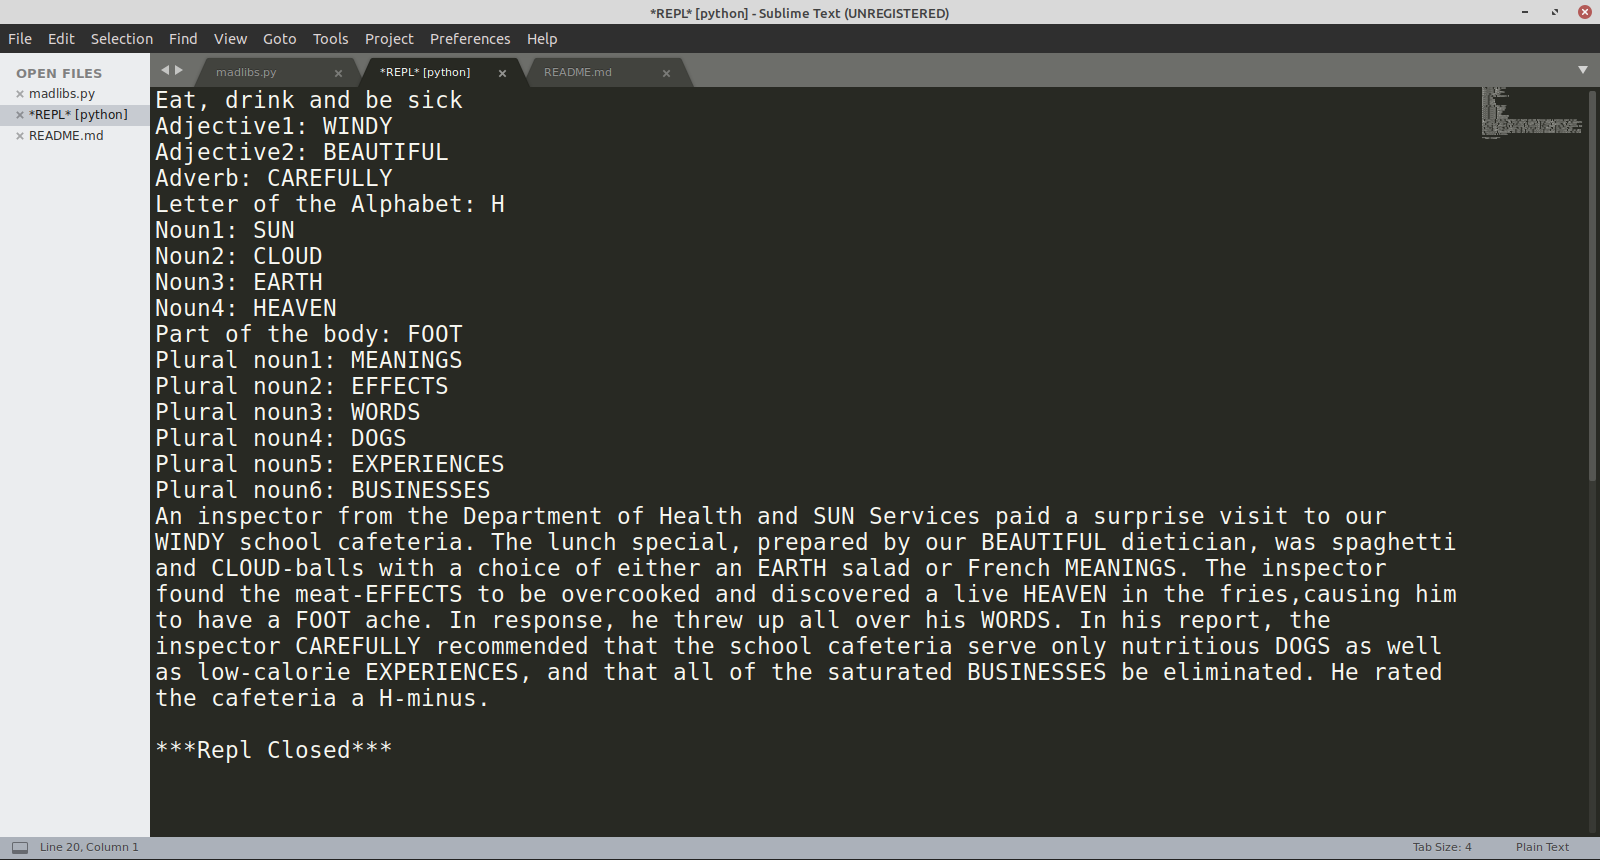 *REPL* [python] - Sublime Text (UNREGISTERED)
File Edit Selection Find View Goto Tools Project Preferences Help
OPEN FILES
madlibs.py
*REPL* [python]
README.md
madlibs.py *REPL* [python] README.md
Eat, drink and be sick
Adjective1: WINDY
Adjective2: BEAUTIFUL
Adverb: CAREFULLY
Letter of the Alphabet: H
Noun1: SUN
Noun2: CLOUD
Noun3: EARTH
Noun4: HEAVEN
Part of the body: FOOT
Plural noun1: MEANINGS
Plural noun2: EFFECTS
Plural noun3: WORDS
Plural noun4: DOGS
Plural noun5: EXPERIENCES
Plural noun6: BUSINESSES
An inspector from the Department of Health and SUN Services paid a surprise visit to our
WINDY school cafeteria. The lunch special, prepared by our BEAUTIFUL dietician, was spaghetti
and CLOUD-balls with a choice of either an EARTH salad or French MEANINGS. The inspector
found the meat-EFFECTS to be overcooked and discovered a live HEAVEN in the fries,causing him
to have a FOOT ache. In response, he threw up all over his WORDS. In his report, the
inspector CAREFULLY recommended that the school cafeteria serve only nutritious DOGS as well
as low-calorie EXPERIENCES, and that all of the saturated BUSINESSES be eliminated. He rated
the cafeteria a H-minus.
***Repl Closed***
Line 20, Column 1
Tab Size: 4
Plain Text